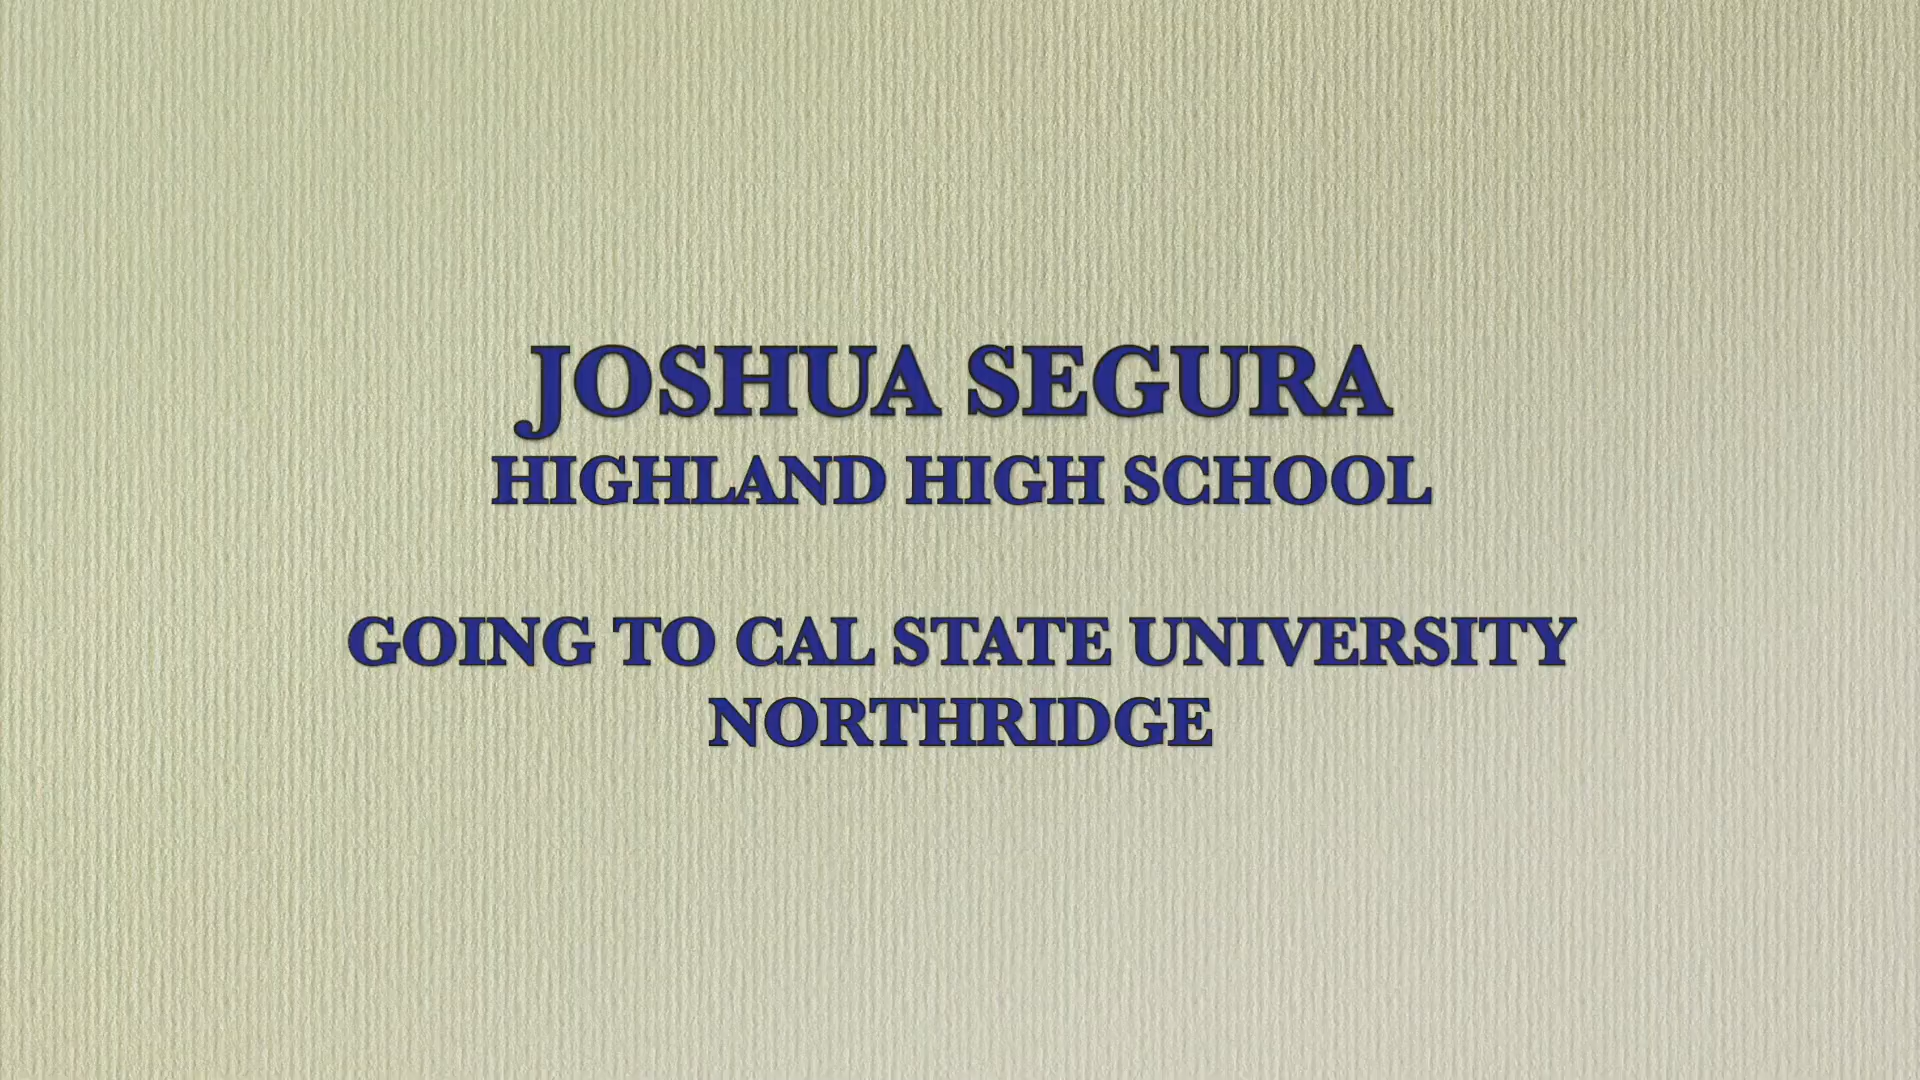 JOSHUA SEGURA
HIGHLAND HIGH SCHOOL
GOING TO CAL STATE UNIVERSITY
NORTHRIDGE